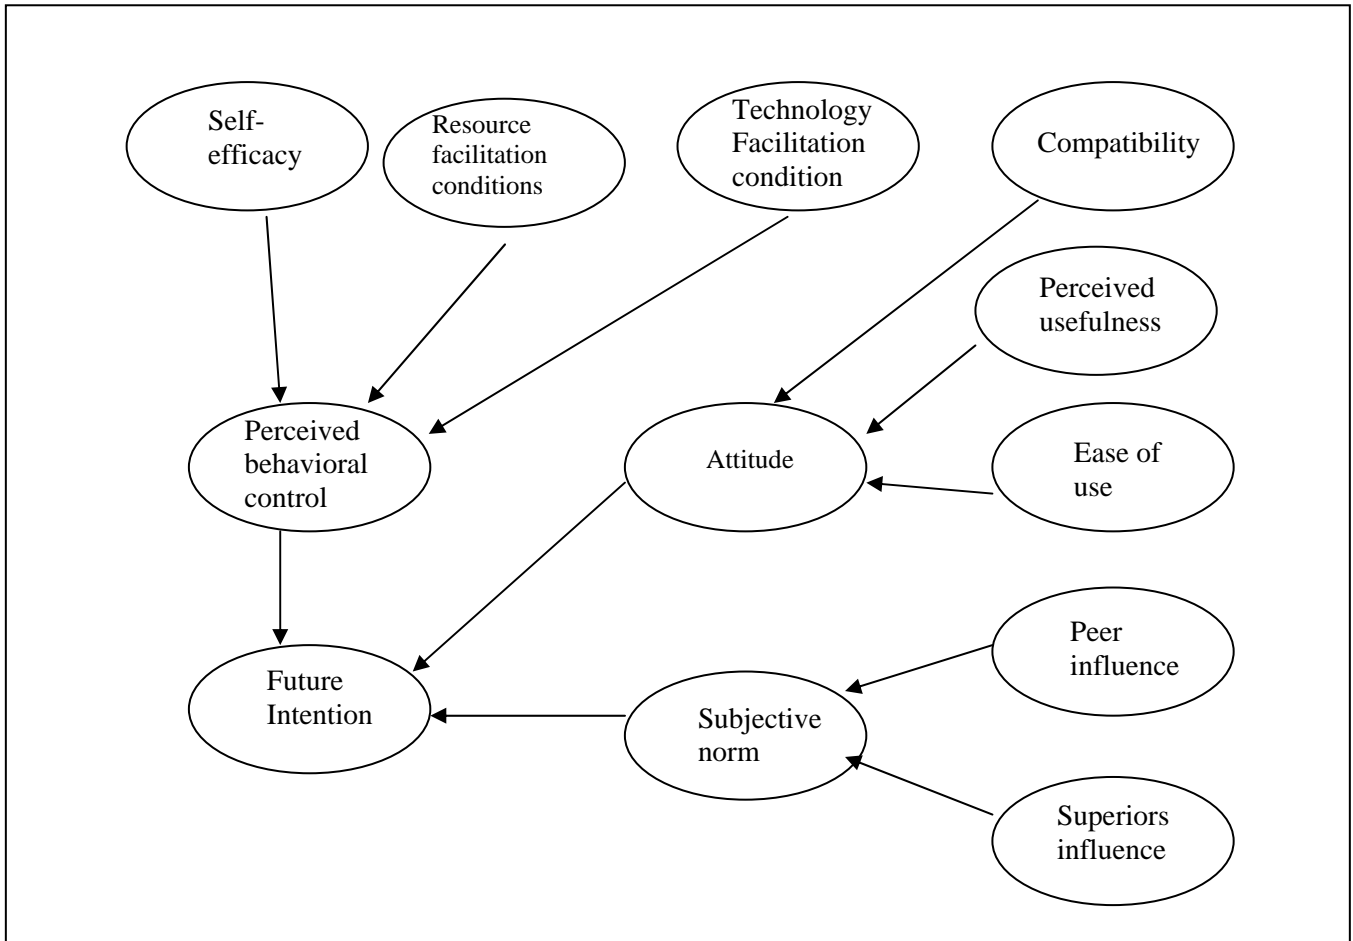 Self-
efficacy
Resource
facilitation
conditions
Technology
Facilitation
condition
Compatibility
Perceived
usefulness
Perceived
behavioral
control
Attitude
Ease of
use
Future
Intention
Subjective
norm
Peer
influence
Superiors
influence